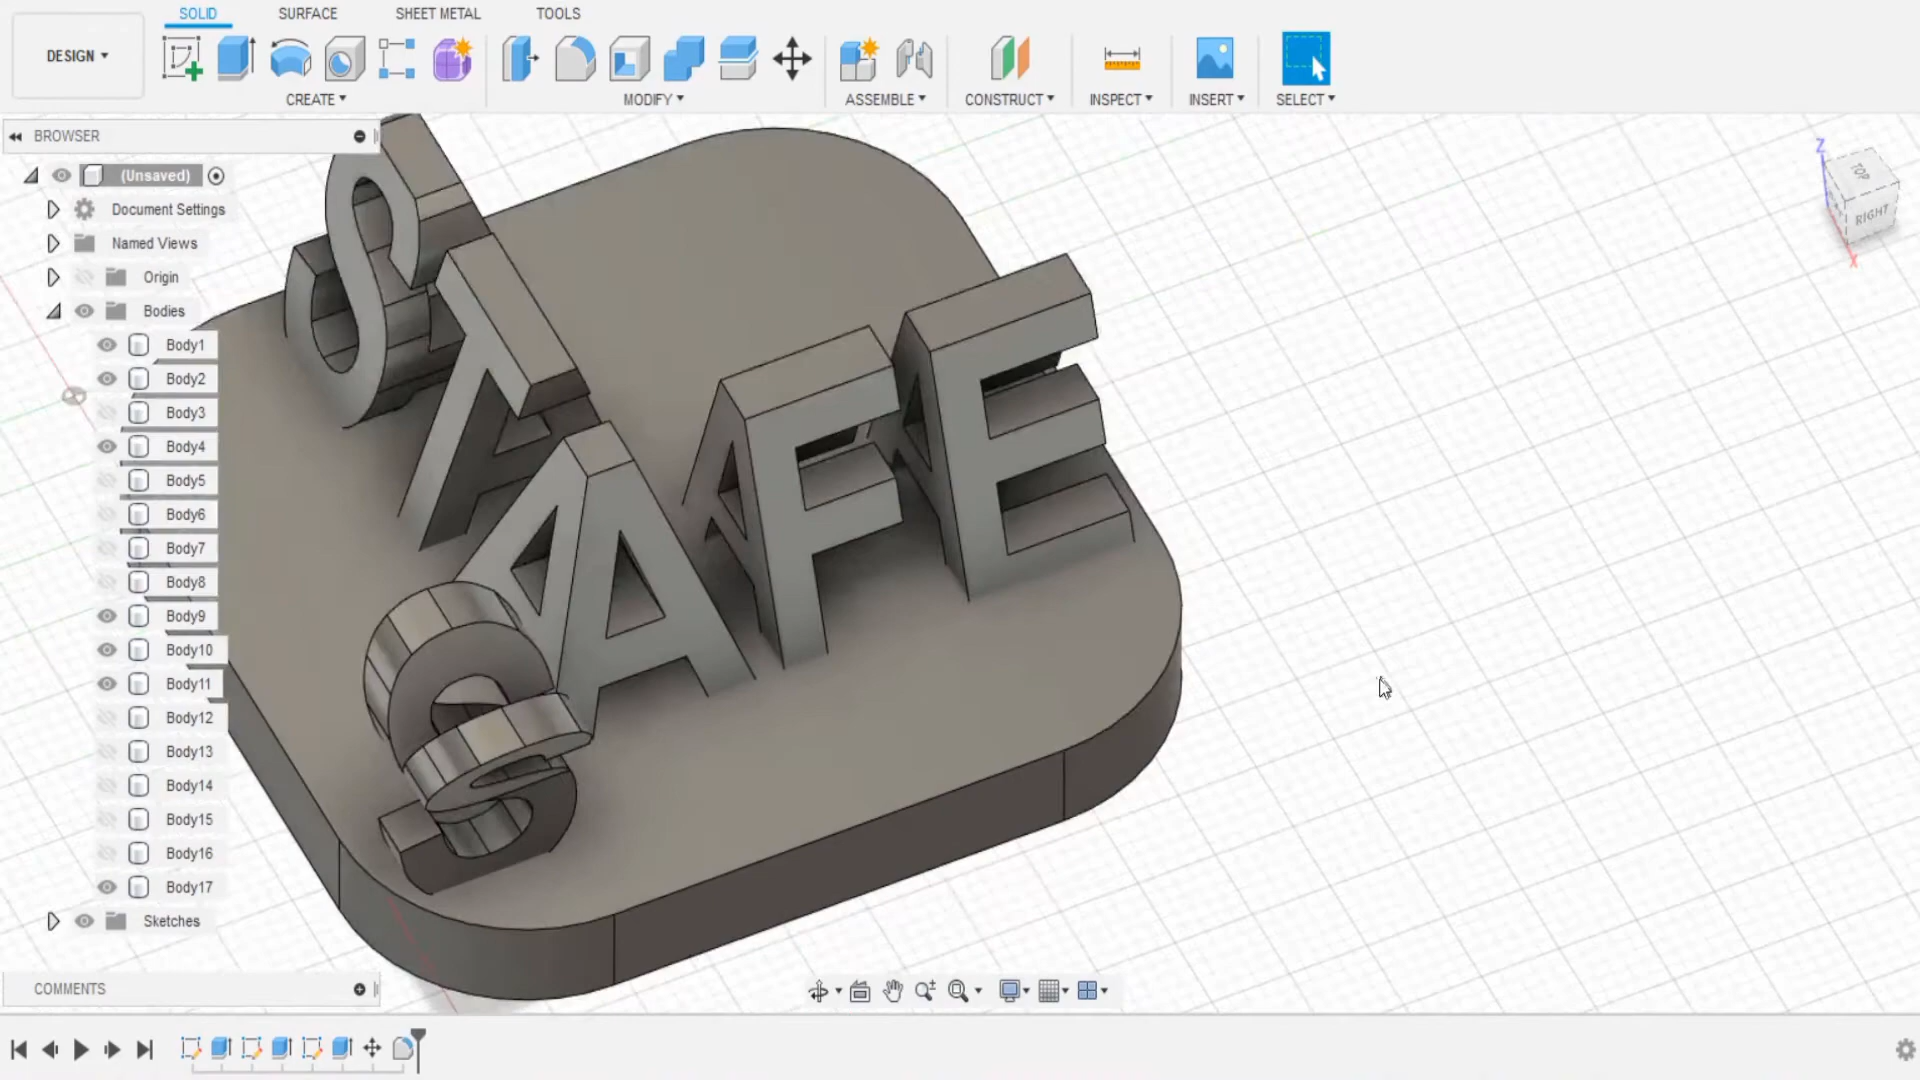 SOLID SURFACE SHEET METAL TOOLS
DESIGN
CREATE MODIFY ASSEMBLE CONSTRUCT INSPECT INSERT SELECT
BROWSER
(Unsaved)
Document Settings
Named Views
Origin
Bodies
Body1
Body2
Body3
Body4
Body5
Body6
Body7
Body8
Body9
Body10
Body11
Body12
Body13
Body14
Body15
Body16
Body17
Sketches
COMMENTS
Z
TOP
RIGHT
X
S
T
A F E
S